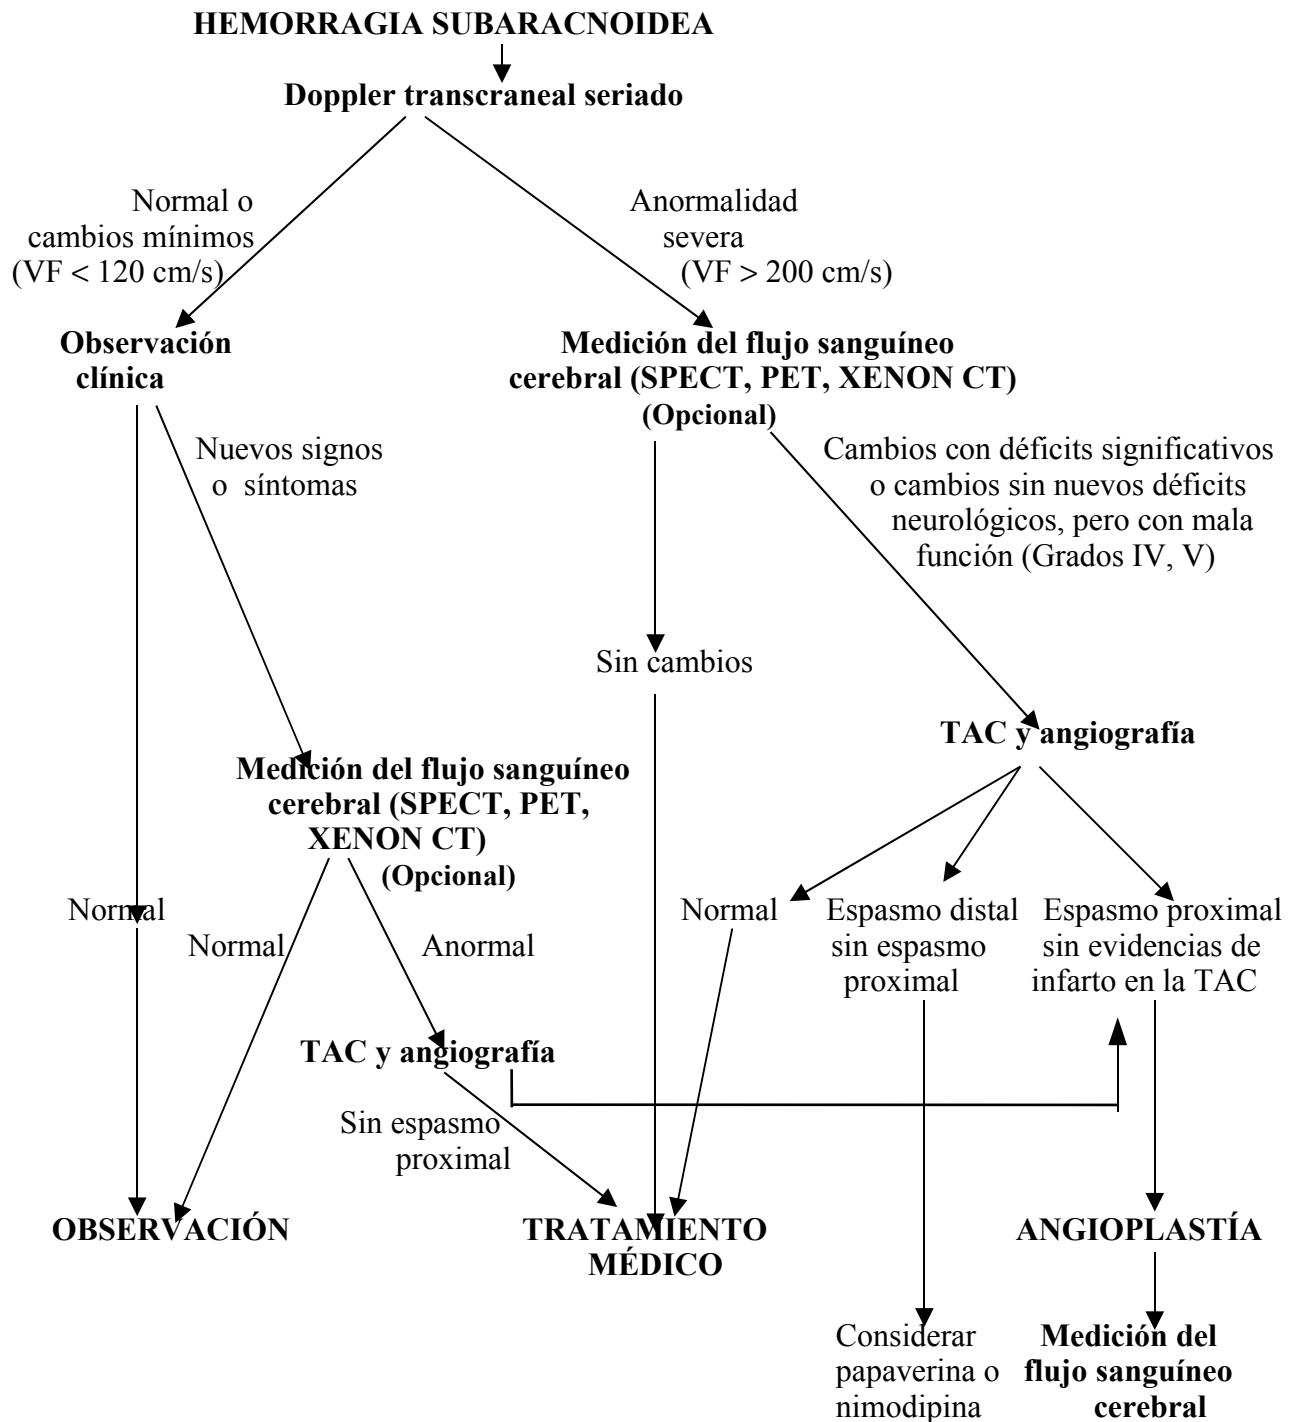 HEMORRAGIA SUBARACNOIDEA
Doppler transcraneal seriado
Normal o
cambios mínimos
(VF < 120 cm/s)
Anormalidad
severa
(VF > 200 cm/s)
Observación
clínica
Medición del flujo sanguíneo
cerebral (SPECT, PET, XENON CT)
(Opcional)
Nuevos signos
o síntomas
Cambios con déficits significativos
o cambios sin nuevos déficits
neurológicos, pero con mala
función (Grados IV, V)
Sin cambios
TAC y angiografía
Medición del flujo sanguíneo
cerebral (SPECT, PET,
XENON CT)
(Opcional)
Normal
Normal
Anormal
Normal
Espasmo distal
sin espasmo
proximal
Espasmo proximal
sin evidencias de
infarto en la TAC
TAC y angiografía
Sin espasmo
proximal
OBSERVACIÓN
TRATAMIENTO
MÉDICO
ANGIOPLASTÍA
Considerar
papaverina o
nimodipina
Medición del
flujo sanguíneo
cerebral